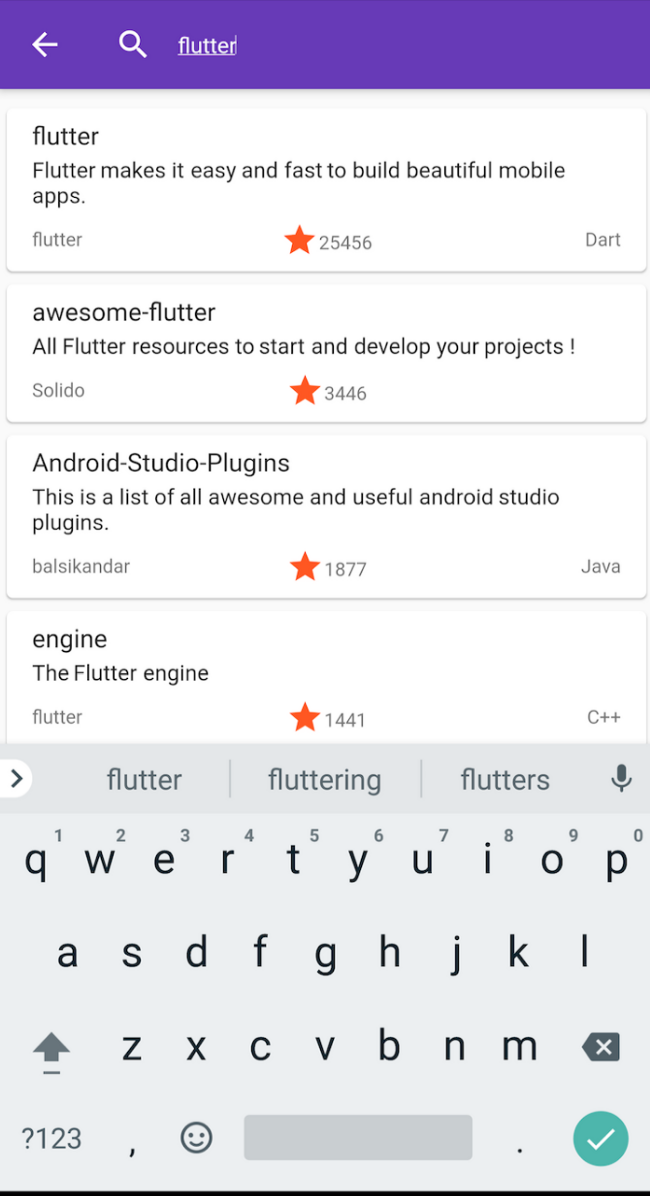 flutter
flutter
Flutter makes it easy and fast to build beautiful mobile
apps.
flutter 25456 Dart
awesome-flutter
All Flutter resources to start and develop your projects !
Solido 3446
Android-Studio-Plugins
This is a list of all awesome and useful android studio
plugins.
balsikandar 1877 Java
engine
The Flutter engine
flutter 1441 C++
flutter fluttering flutters
1 2 3 4 5 6 7 8 9 0
q w e r t y u i o p
a s d f g h j k l
z x c v b n m
?123 , .